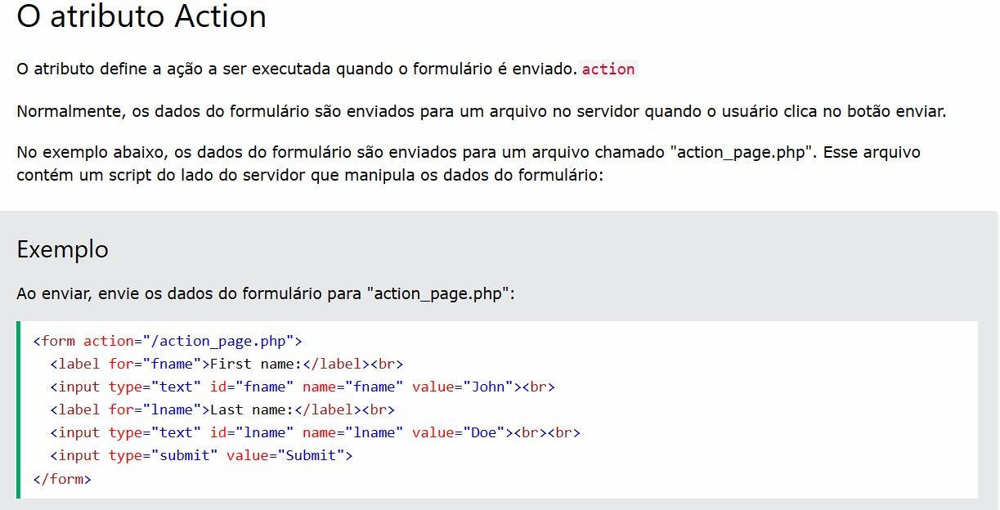 O atributo Action
O atributo define a ação a ser executada quando o formulário é enviado. action
Normalmente, os dados do formulário são enviados para um arquivo no servidor quando o usuário clica no botão enviar.
No exemplo abaixo, os dados do formulário são enviados para um arquivo chamado "action_page.php". Esse arquivo
contém um script do lado do servidor que manipula os dados do formulário:
Exemplo
Ao enviar, envie os dados do formulário para "action_page.php":
<form action="/action_page.php">
  <label for="fname">First name:</label><br>
  <input type="text" id="fname" name="fname" value="John"><br>
  <label for="lname">Last name:</label><br>
  <input type="text" id="lname" name="lname" value="Doe"><br><br>
  <input type="submit" value="Submit">
</form>